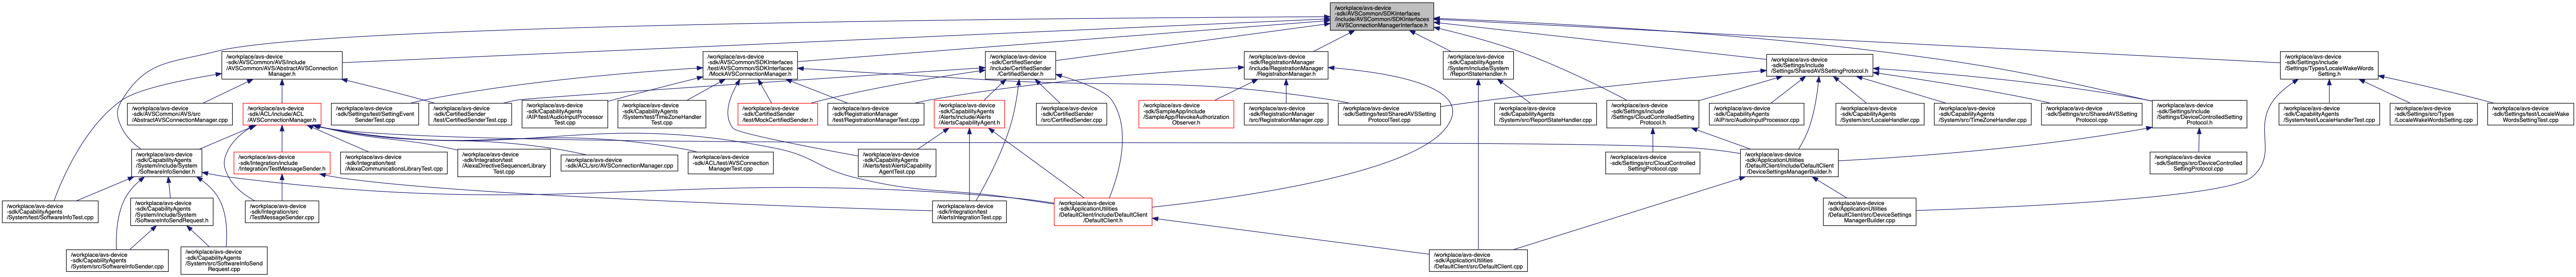 /workplace/avs-device
-sdk/AVSCommon/SDKInterfaces
/include/AVSCommon/SDKInterfaces
/AVSConnectionManagerInterface.h
/workplace/avs-device
-sdk/AVSCommon/AVS/include
/AVSCommon/AVS/AbstractAVSConnection
Manager.h
/workplace/avs-device
-sdk/AVSCommon/SDKInterfaces
/test/AVSCommon/SDKInterfaces
/MockAVSConnectionManager.h
/workplace/avs-device
-sdk/CertifiedSender
/include/CertifiedSender
/CertifiedSender.h
/workplace/avs-device
-sdk/RegistrationManager
/include/RegistrationManager
/RegistrationManager.h
/workplace/avs-device
-sdk/CapabilityAgents
/System/include/System
/ReportStateHandler.h
/workplace/avs-device
-sdk/Settings/include
/Settings/SharedAVSSettingProtocol.h
/workplace/avs-device
-sdk/Settings/include
/Settings/Types/LocaleWakeWords
Setting.h
/workplace/avs-device
-sdk/AVSCommon/AVS/src
/AbstractAVSConnectionManager.cpp
/workplace/avs-device
-sdk/ACL/include/ACL
/AVSConnectionManager.h
/workplace/avs-device
-sdk/Settings/test/SettingEvent
SenderTest.cpp
/workplace/avs-device
-sdk/CertifiedSender
/test/CertifiedSenderTest.cpp
/workplace/avs-device
-sdk/CapabilityAgents
/AIP/test/AudioInputProcessor
Test.cpp
/workplace/avs-device
-sdk/CapabilityAgents
/System/test/TimeZoneHandler
Test.cpp
/workplace/avs-device
-sdk/CertifiedSender
/test/MockCertifiedSender.h
/workplace/avs-device
-sdk/RegistrationManager
/test/RegistrationManagerTest.cpp
/workplace/avs-device
-sdk/CapabilityAgents
/Alerts/include/Alerts
/AlertsCapabilityAgent.h
/workplace/avs-device
-sdk/CertifiedSender
/src/CertifiedSender.cpp
/workplace/avs-device
-sdk/SampleApp/include
/SampleApp/RevokeAuthorization
Observer.h
/workplace/avs-device
-sdk/RegistrationManager
/src/RegistrationManager.cpp
/workplace/avs-device
-sdk/Settings/test/SharedAVSSetting
ProtocolTest.cpp
/workplace/avs-device
-sdk/CapabilityAgents
/System/src/ReportStateHandler.cpp
/workplace/avs-device
-sdk/Settings/include
/Settings/CloudControlledSetting
Protocol.h
/workplace/avs-device
-sdk/CapabilityAgents
/AIP/src/AudioInputProcessor.cpp
/workplace/avs-device
-sdk/CapabilityAgents
/System/src/LocaleHandler.cpp
/workplace/avs-device
-sdk/CapabilityAgents
/System/src/TimeZoneHandler.cpp
/workplace/avs-device
-sdk/Settings/src/SharedAVSSetting
Protocol.cpp
/workplace/avs-device
-sdk/Settings/include
/Settings/DeviceControlledSetting
Protocol.h
/workplace/avs-device
-sdk/CapabilityAgents
/System/test/LocaleHandlerTest.cpp
/workplace/avs-device
-sdk/Settings/src/Types
/LocaleWakeWordsSetting.cpp
/workplace/avs-device
-sdk/Settings/test/LocaleWake
WordsSettingTest.cpp
/workplace/avs-device
-sdk/CapabilityAgents
/System/include/System
/SoftwareInfoSender.h
/workplace/avs-device
-sdk/Integration/include
/Integration/TestMessageSender.h
/workplace/avs-device
-sdk/Integration/test
/AlexaCommunicationsLibraryTest.cpp
/workplace/avs-device
-sdk/Integration/test
/AlexaDirectiveSequencerLibrary
Test.cpp
/workplace/avs-device
-sdk/ACL/src/AVSConnectionManager.cpp
/workplace/avs-device
-sdk/ACL/test/AVSConnection
ManagerTest.cpp
/workplace/avs-device
-sdk/CapabilityAgents
/Alerts/test/AlertsCapability
AgentTest.cpp
/workplace/avs-device
-sdk/Settings/src/CloudControlled
SettingProtocol.cpp
/workplace/avs-device
-sdk/ApplicationUtilities
/DefaultClient/include/DefaultClient
/DeviceSettingsManagerBuilder.h
/workplace/avs-device
-sdk/Settings/src/DeviceControlled
SettingProtocol.cpp
/workplace/avs-device
-sdk/CapabilityAgents
/System/test/SoftwareInfoTest.cpp
/workplace/avs-device
-sdk/CapabilityAgents
/System/include/System
/SoftwareInfoSendRequest.h
/workplace/avs-device
-sdk/Integration/src
/TestMessageSender.cpp
/workplace/avs-device
-sdk/Integration/test
/AlertsIntegrationTest.cpp
/workplace/avs-device
-sdk/ApplicationUtilities
/DefaultClient/include/DefaultClient
/DefaultClient.h
/workplace/avs-device
-sdk/ApplicationUtilities
/DefaultClient/src/DeviceSettings
ManagerBuilder.cpp
/workplace/avs-device
-sdk/CapabilityAgents
/System/src/SoftwareInfoSender.cpp
/workplace/avs-device
-sdk/CapabilityAgents
/System/src/SoftwareInfoSend
Request.cpp
/workplace/avs-device
-sdk/ApplicationUtilities
/DefaultClient/src/DefaultClient.cpp